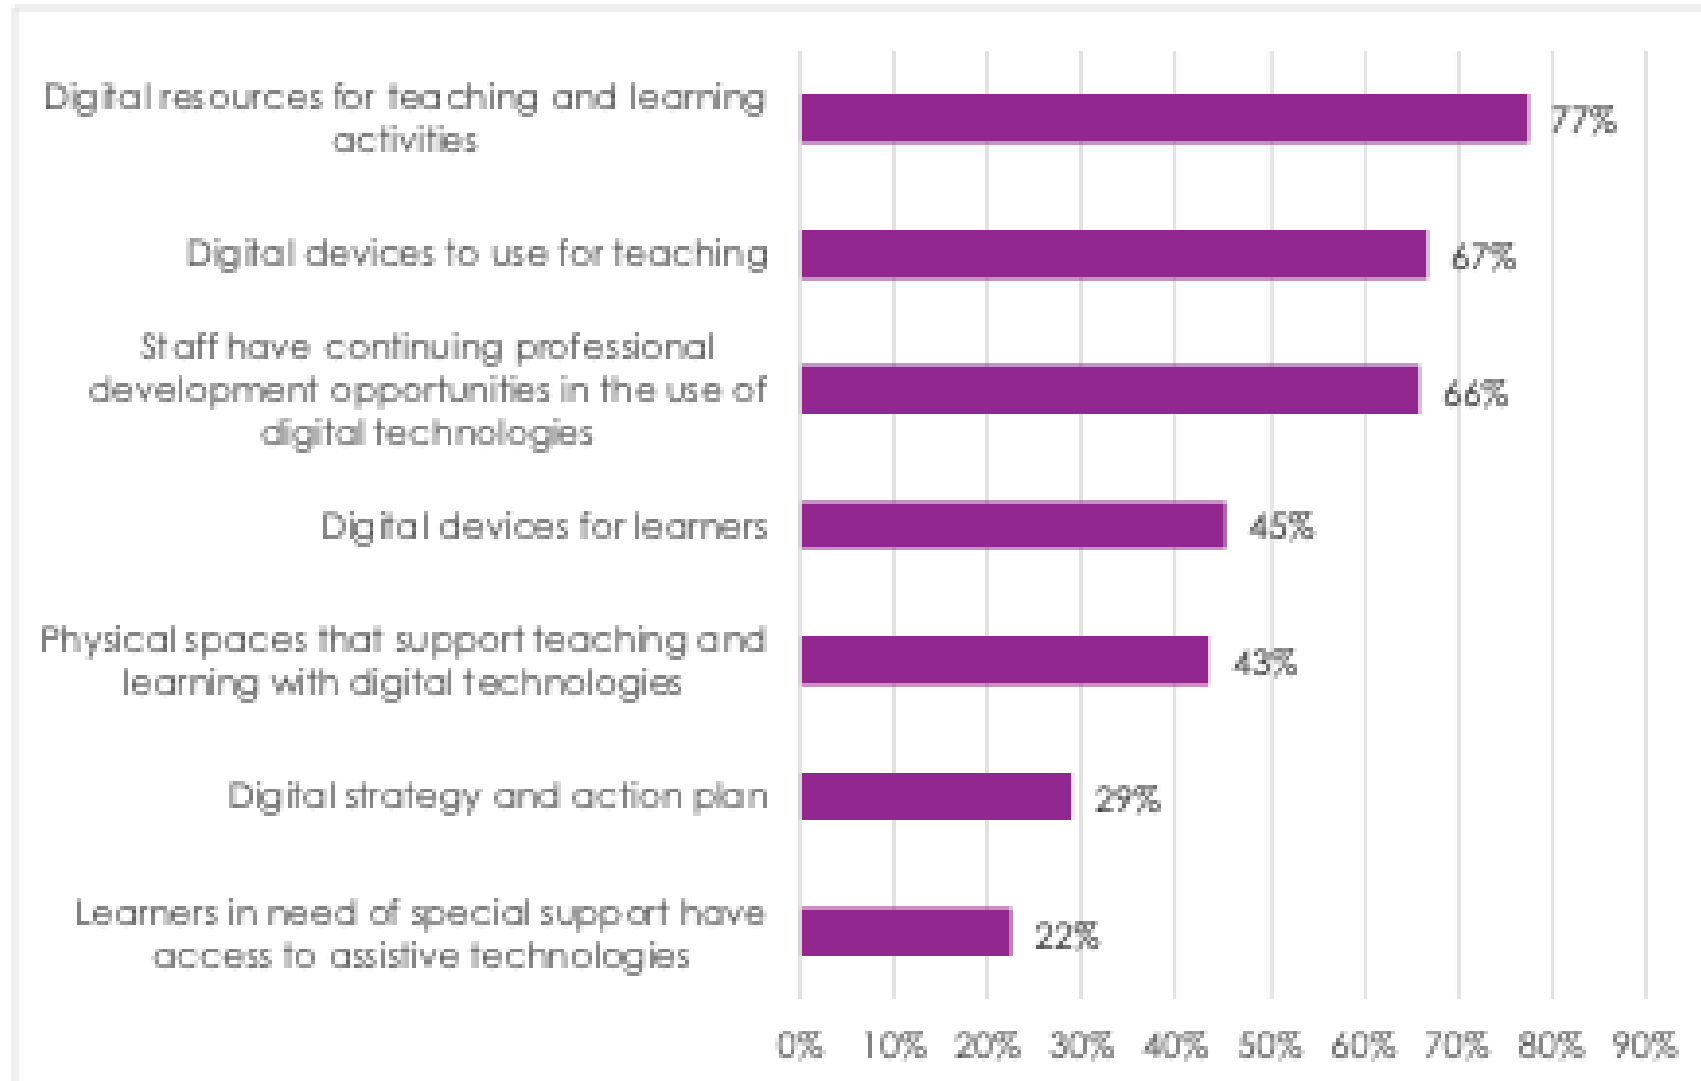 Digital resources for teaching and learning
activities
77%
Digital devices to use for teaching
67%
Staff have continuing professional
development opportunities in the use of
digital technologies
66%
Digital devices for learners
45%
Physical spaces that support teaching and
learning with digital technologies
43%
Digital strategy and action plan
29%
Learners in need of special support have
access to assistive technologies
22%
0% 10% 20% 30% 40% 50% 60% 70% 80% 90%